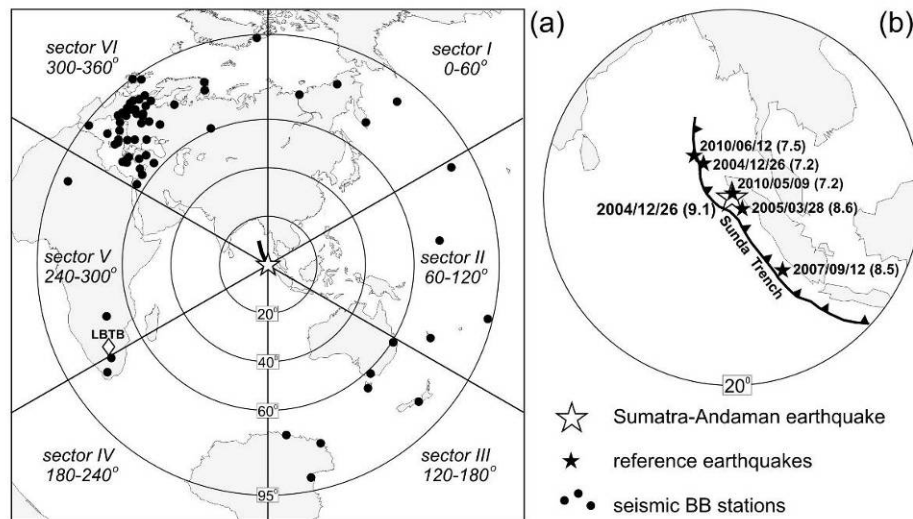 (a)
sector VI
300-360°
sector I
0-60°
sector V
240-300°
sector II
60-120°
LBTB
20°
40°
60°
95°
sector IV
180-240°
sector III
120-180°
(b)
2010/06/12 (7.5)
2004/12/26 (7.2)
2010/05/09 (7.2)
2004/12/26 (9.1)
2005/03/28 (8.6)
Sunda Trench
2007/09/12 (8.5)
20°
Sumatra-Andaman earthquake
reference earthquakes
seismic BB stations